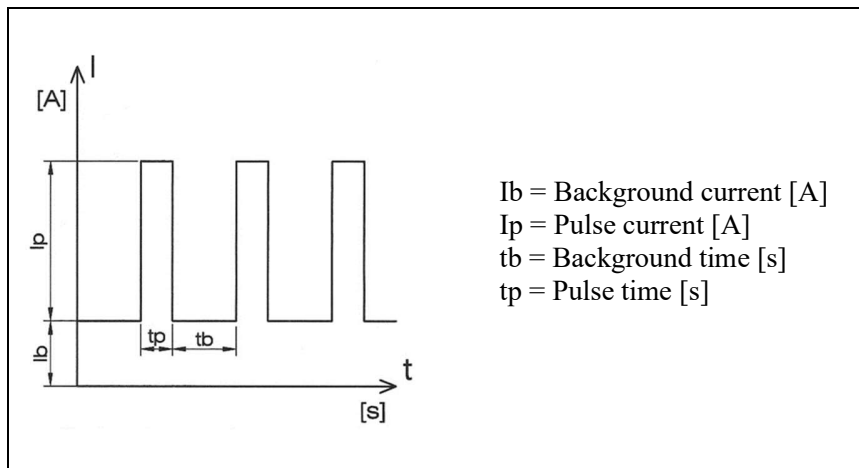 I
[A]
Ip
Ib
tp
tb
t
[s]
Ib = Background current [A]
Ip = Pulse current [A]
tb = Background time [s]
tp = Pulse time [s]